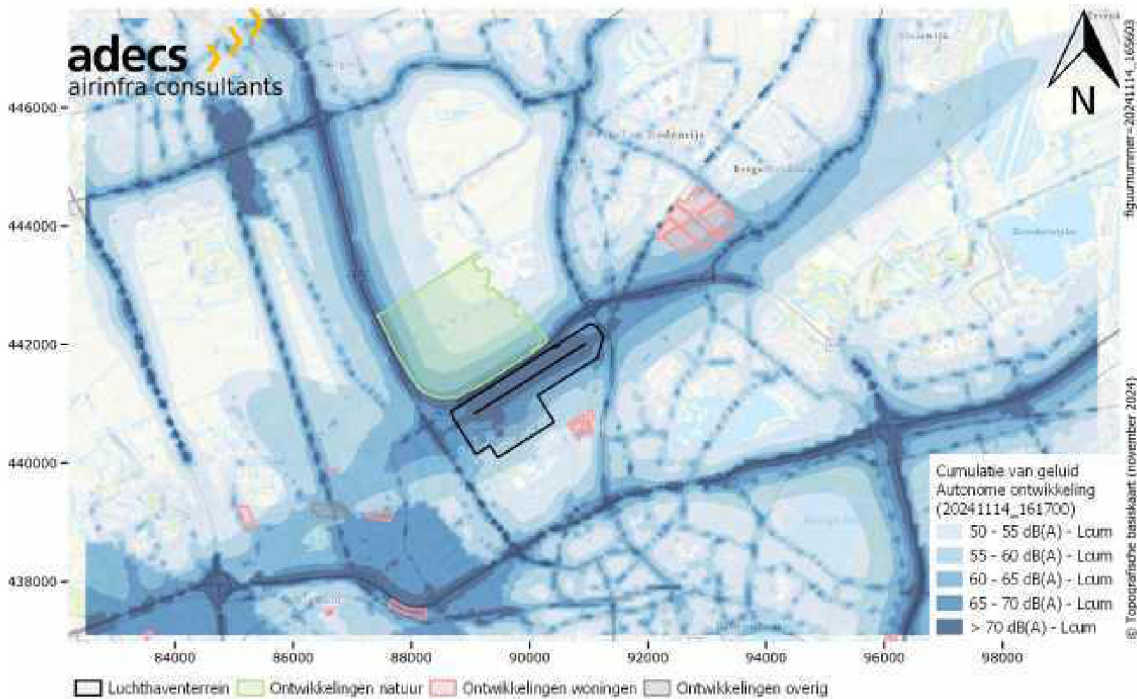 adecs
airinfra consultants
N
figuurnummer=20241114_165603
446000
444000
442000
440000
438000
© Topografische basiskaart (november 2024)
Cumulatie van geluid
Autonome ontwikkeling
(20241114_161700)
50 - 55 dB(A) - Lcum
55 - 60 dB(A) - Lcum
60 - 65 dB(A) - Lcum
65 - 70 dB(A) - Lcum
> 70 dB(A) - Lcum
84000 86000 88000 90000 92000 94000 96000 98000
Luchthaventerrein Ontwikkelingen natuur Ontwikkelingen woningen Ontwikkelingen overig